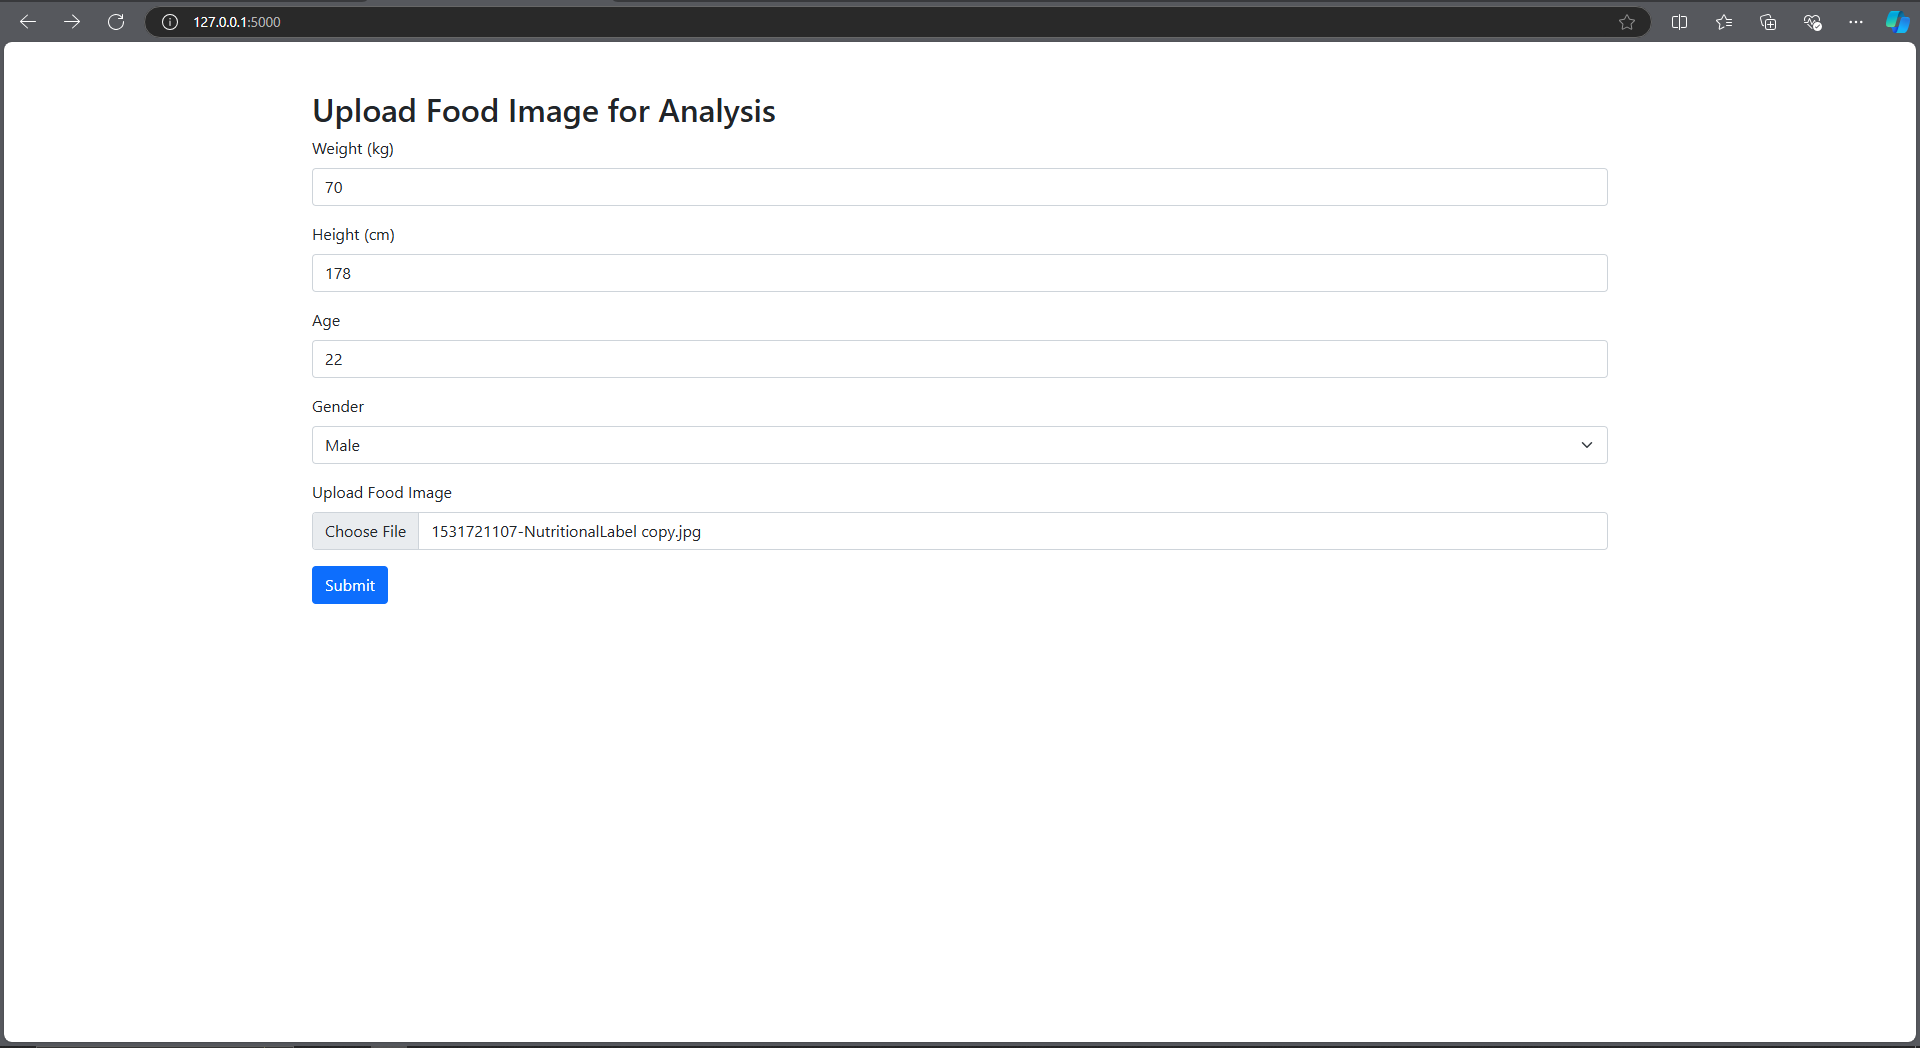 127.0.0.1:5000
Upload Food Image for Analysis
Weight (kg)
70
Height (cm)
178
Age
22
Gender
Male
Upload Food Image
Choose File 1531721107-NutritionalLabel copy.jpg
Submit